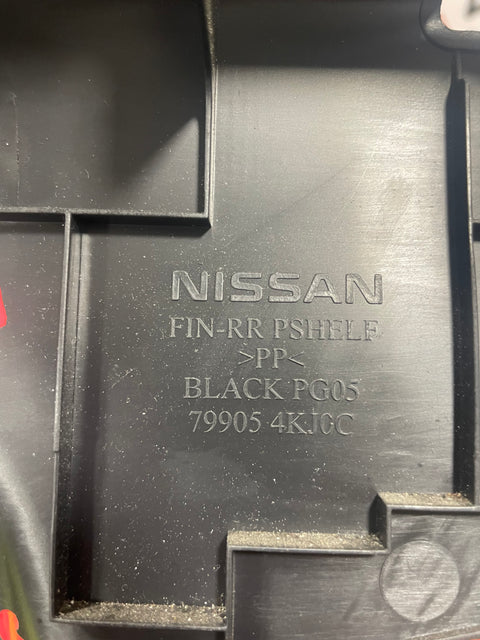 NISSAN
FIN-RR PSHELF
>PP<
BLACK PG05
79905 4KJ0C